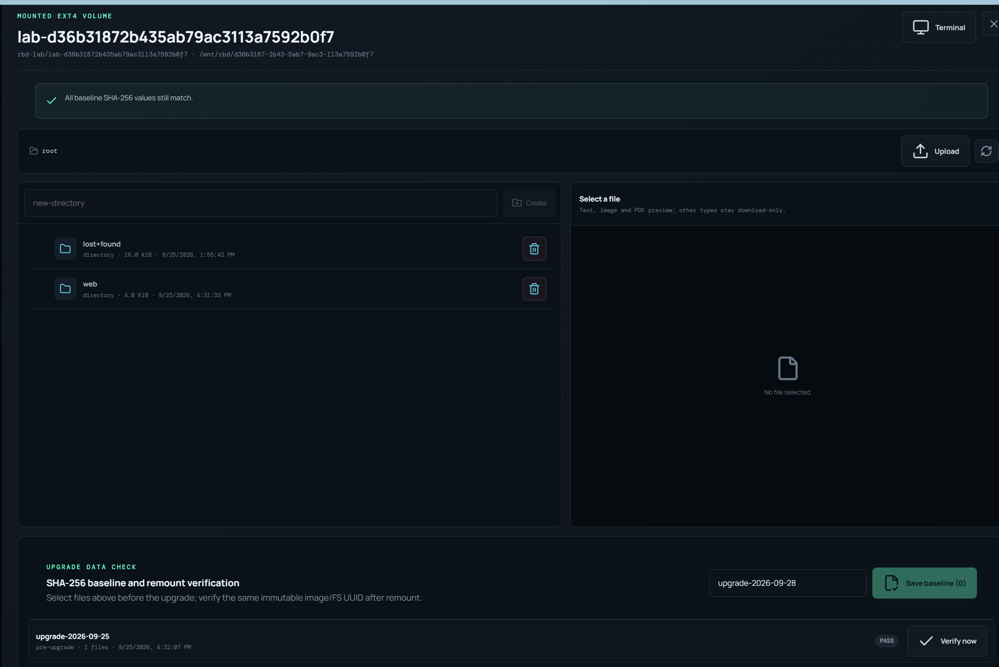 MOUNTED EXT4 VOLUME
lab-d36b31872b435ab79ac3113a7592b0f7
rbd-lab/lab-d36b31872b435ab79ac3113a7592b0f7 · /mnt/rbd/d36b3187-2b43-5ab7-9ac3-113a7592b0f7
Terminal
All baseline SHA-256 values still match.
root
Upload
new-directory
Create
Select a file
Text, image and PDF preview; other types stay download-only.
lost+found
directory · 16.0 KiB · 9/25/2026, 1:55:42 PM
web
directory · 4.0 KiB · 9/25/2026, 4:31:33 PM
No file selected.
UPGRADE DATA CHECK
SHA-256 baseline and remount verification
Select files above before the upgrade; verify the same immutable image/FS UUID after remount.
upgrade-2026-09-28
Save baseline (0)
upgrade-2026-09-25
pre-upgrade · 1 files · 9/25/2026, 4:32:07 PM
PASS
Verify now